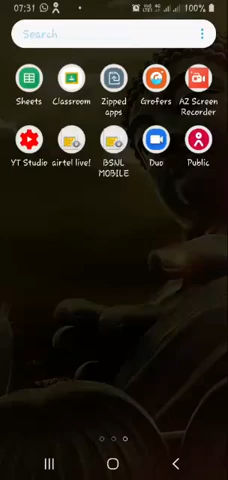 07:31 100%
Search
Sheets Classroom Zipped apps Grofers AZ Screen Recorder
YT Studio airtel live! BSNL MOBILE Duo Public